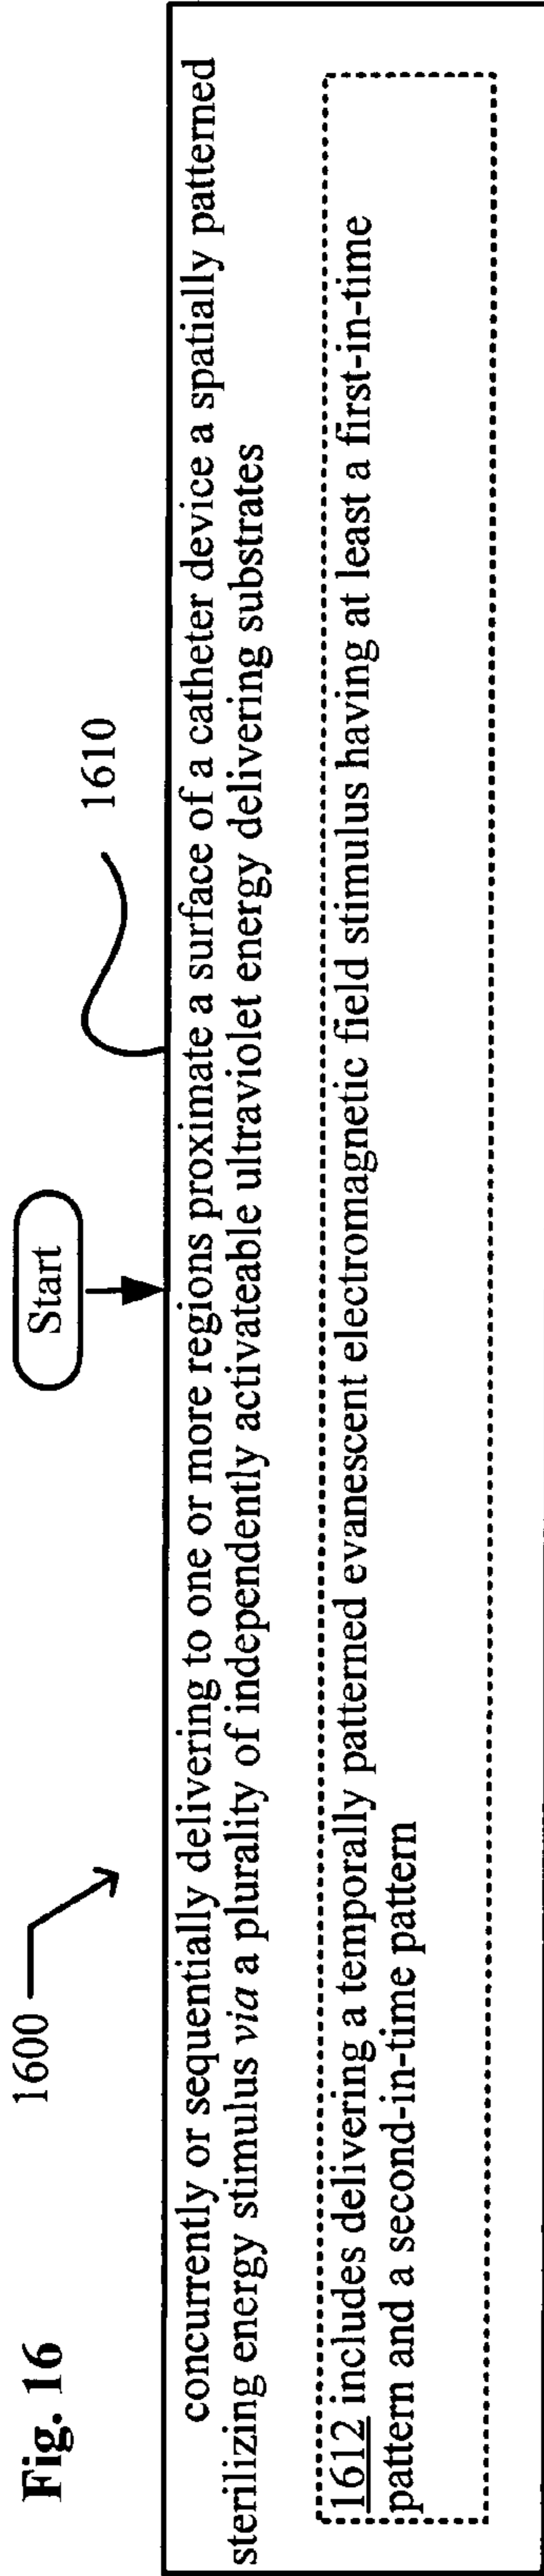 Fig. 16
1600
Start
1610
concurrently or sequentially delivering to one or more regions proximate a surface of a catheter device a spatially patterned
sterilizing energy stimulus via a plurality of independently activateable ultraviolet energy delivering substrates
1612 includes delivering a temporally patterned evanescent electromagnetic field stimulus having at least a first-in-time
pattern and a second-in-time pattern